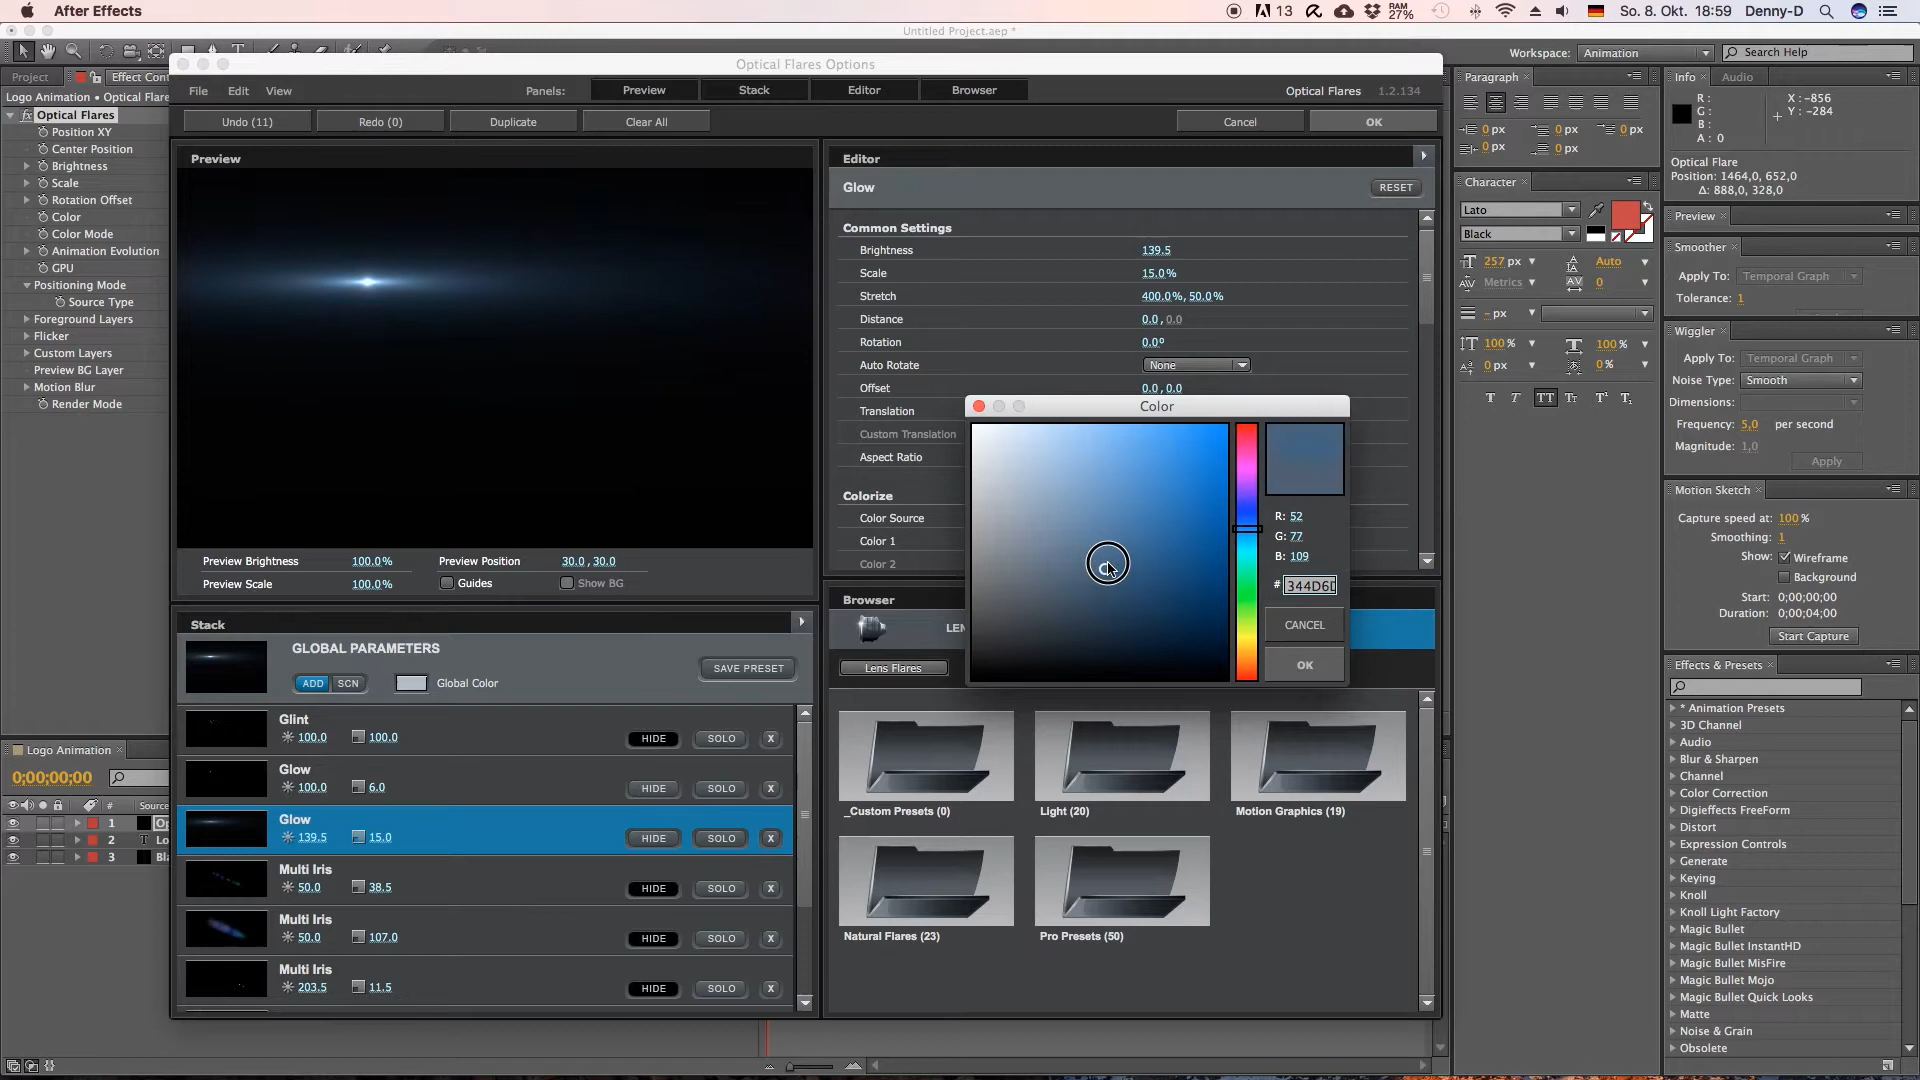 After Effects 13 RAM 27% So. 8. Okt. 18:59 Denny-D
Untitled Project.aep *
Workspace: Animation Search Help
Project Effect Cont
Logo Animation • Optical Flare
fx Optical Flares
Position XY
Center Position
Brightness
Scale
Rotation Offset
Color
Color Mode
Animation Evolution
GPU
Positioning Mode
Source Type
Foreground Layers
Flicker
Custom Layers
Preview BG Layer
Motion Blur
Render Mode
Logo Animation
0;00;00;00
# Source
1 Op
2 T Lo
3 Bla
Optical Flares Options
File Edit View Panels: Preview Stack Editor Browser Optical Flares 1.2.134
Undo (11) Redo (0) Duplicate Clear All Cancel OK
Preview
Preview Brightness 100.0% Preview Position 30.0 , 30.0
Preview Scale 100.0% Guides Show BG
Stack
GLOBAL PARAMETERS
SAVE PRESET
ADD SCN Global Color
Glint
100.0 100.0 HIDE SOLO X
Glow
100.0 6.0 HIDE SOLO X
Glow
139.5 15.0 HIDE SOLO X
Multi Iris
50.0 38.5 HIDE SOLO X
Multi Iris
50.0 107.0 HIDE SOLO X
Multi Iris
203.5 11.5 HIDE SOLO X
Editor
Glow RESET
Common Settings
Brightness 139.5
Scale 15.0%
Stretch 400.0%, 50.0%
Distance 0.0 , 0.0
Rotation 0.0º
Auto Rotate None
Offset 0.0 , 0.0
Translation
Custom Translation
Aspect Ratio
Colorize
Color Source
Color 1
Color 2
Color
R: 52
G: 77
B: 109
# 344D6D
CANCEL
OK
Browser
LEN
Lens Flares
_Custom Presets (0) Light (20) Motion Graphics (19)
Natural Flares (23) Pro Presets (50)
Paragraph
0 px 0 px 0 px
0 px 0 px
Character
Lato
Black
257 px Auto
Metrics 0
- px
100 % 100 %
0 px 0 %
T T TT Tr T¹ T₁
Info Audio
R : X : -856
G : Y : -284
B :
A : 0
Optical Flare
Position: 1464,0, 652,0
Δ: 888,0, 328,0
Preview
Smoother
Apply To: Temporal Graph
Tolerance: 1
Wiggler
Apply To: Temporal Graph
Noise Type: Smooth
Dimensions:
Frequency: 5,0 per second
Magnitude: 1,0
Apply
Motion Sketch
Capture speed at: 100 %
Smoothing: 1
Show: Wireframe
Background
Start: 0;00;00;00
Duration: 0;00;04;00
Start Capture
Effects & Presets
* Animation Presets
3D Channel
Audio
Blur & Sharpen
Channel
Color Correction
Digieffects FreeForm
Distort
Expression Controls
Generate
Keying
Knoll
Knoll Light Factory
Magic Bullet
Magic Bullet InstantHD
Magic Bullet MisFire
Magic Bullet Mojo
Magic Bullet Quick Looks
Matte
Noise & Grain
Obsolete